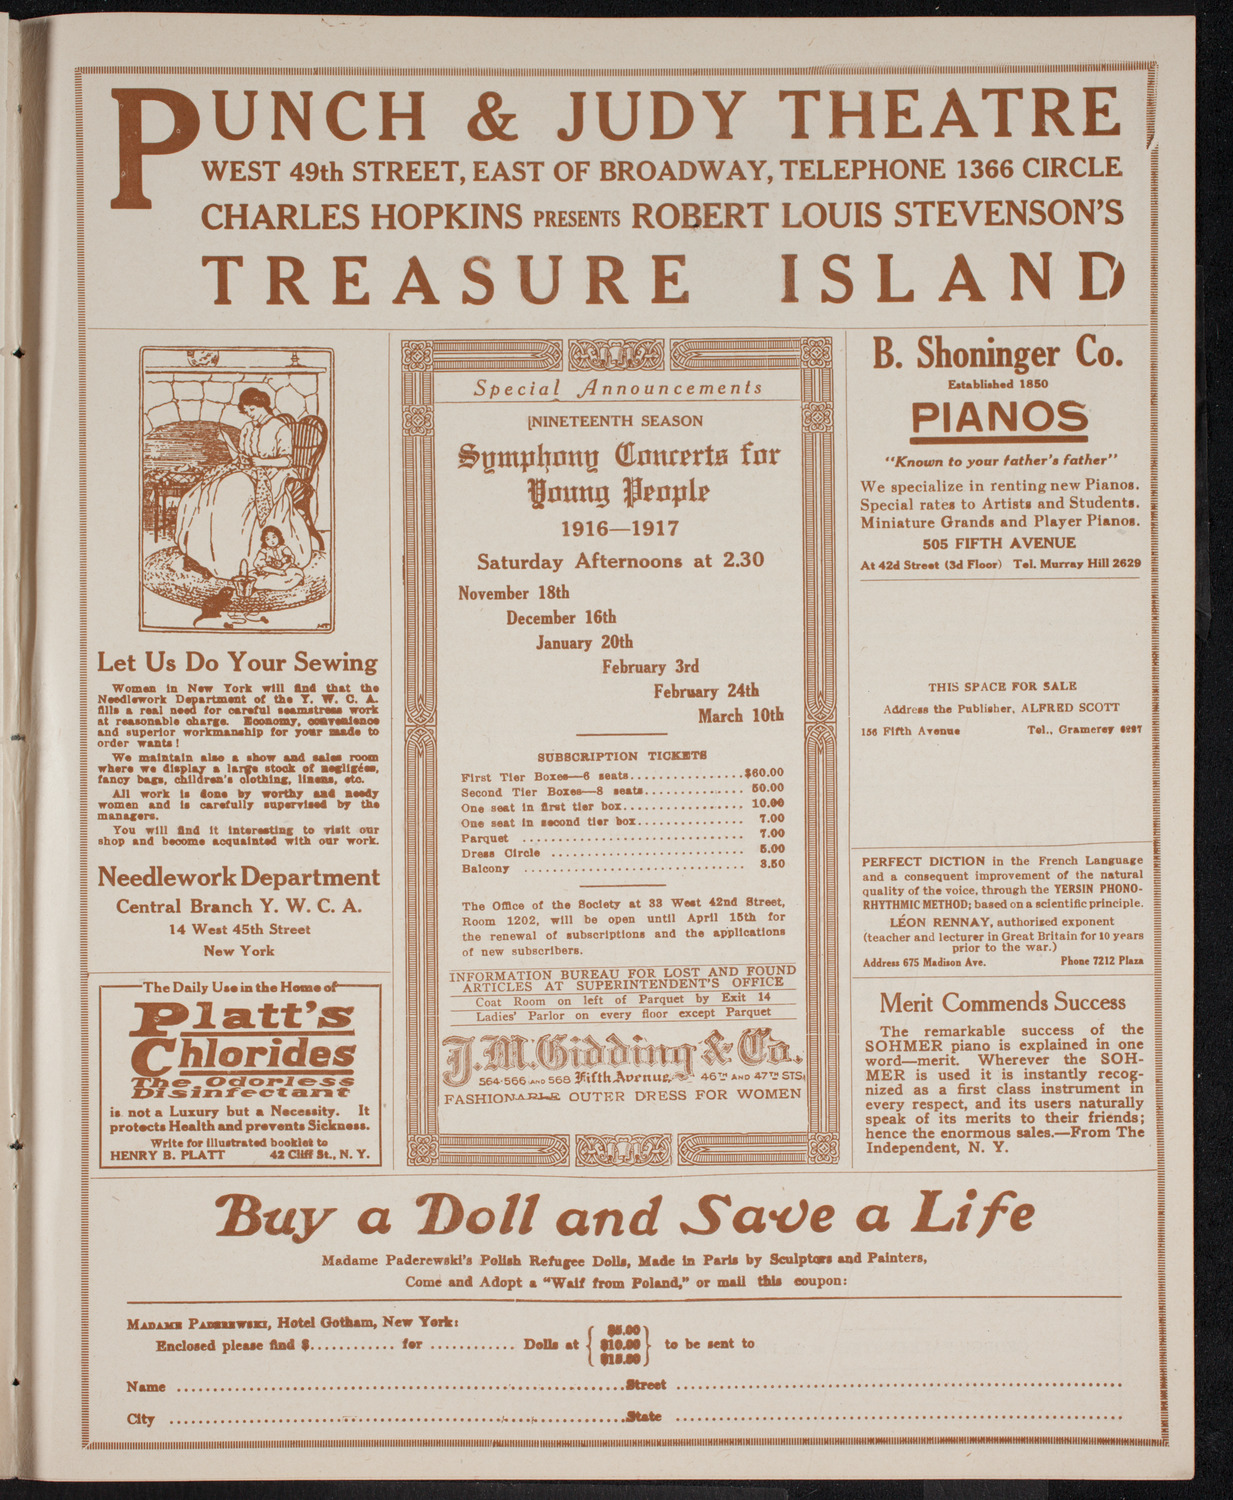 PUNCH & JUDY THEATRE
WEST 49th STREET, EAST OF BROADWAY, TELEPHONE 1366 CIRCLE
CHARLES HOPKINS PRESENTS ROBERT LOUIS STEVENSON'S
TREASURE ISLAND
Let Us Do Your Sewing
Women in New York will find that the
Needlework Department of the Y. W. C. A.
fills a real need for careful seamstress work
at reasonable charge. Economy, convenience
and superior workmanship for your made to
order wants!
We maintain also a show and sales room
where we display a large stock of negligées,
fancy bags, children's clothing, linens, etc.
All work is done by worthy and needy
women and is carefully supervised by the
managers.
You will find it interesting to visit our
shop and become acquainted with our work.
Needlework Department
Central Branch Y. W. C. A.
14 West 45th Street
New York
The Daily Use in the Home of
Platt's
Chlorides
The Odorless
Disinfectant
is not a Luxury but a Necessity. It
protects Health and prevents Sickness.
Write for illustrated booklet to
HENRY B. PLATT 42 Cliff St., N. Y.
Special Announcements
NINETEENTH SEASON
Symphony Concerts for
Young People
1916—1917
Saturday Afternoons at 2.30
November 18th
December 16th
January 20th
February 3rd
February 24th
March 10th
SUBSCRIPTION TICKETS
First Tier Boxes—6 seats................$60.00
Second Tier Boxes—8 seats.............. 50.00
One seat in first tier box................. 10.00
One seat in second tier box............... 7.00
Parquet ................................ 7.00
Dress Circle ............................ 5.00
Balcony ................................ 3.50
The Office of the Society at 33 West 42nd Street,
Room 1202, will be open until April 15th for
the renewal of subscriptions and the applications
of new subscribers.
INFORMATION BUREAU FOR LOST AND FOUND
ARTICLES AT SUPERINTENDENT'S OFFICE
Coat Room on left of Parquet by Exit 14
Ladies' Parlor on every floor except Parquet
J. M. Gidding & Co.
564-566 AND 568 Fifth Avenue 46TH AND 47TH STS.
FASHIONABLE OUTER DRESS FOR WOMEN
B. Shoninger Co.
Established 1850
PIANOS
"Known to your father's father"
We specialize in renting new Pianos.
Special rates to Artists and Students.
Miniature Grands and Player Pianos.
505 FIFTH AVENUE
At 42d Street (3d Floor) Tel. Murray Hill 2629
THIS SPACE FOR SALE
Address the Publisher, ALFRED SCOTT
156 Fifth Avenue Tel., Gramercy 6297
PERFECT DICTION in the French Language
and a consequent improvement of the natural
quality of the voice, through the YERSIN PHONO-
RHYTHMIC METHOD; based on a scientific principle.
LÉON RENNAY, authorised exponent
(teacher and lecturer in Great Britain for 10 years
prior to the war.)
Address 675 Madison Ave. Phone 7212 Plaza
Merit Commends Success
The remarkable success of the
SOHMER piano is explained in one
word—merit. Wherever the SOH-
MER is used it is instantly recog-
nized as a first class instrument in
every respect, and its users naturally
speak of its merits to their friends;
hence the enormous sales.—From The
Independent, N. Y.
Buy a Doll and Save a Life
Madame Paderewski's Polish Refugee Dolls, Made in Paris by Sculptors and Painters,
Come and Adopt a "Waif from Poland," or mail this coupon:
MADAME PADEREWSKI, Hotel Gotham, New York:
Enclosed please find $............ for ............ Dolls at { $5.00 $10.00 $15.00 } to be sent to
Name ........................ Street ........................
City ........................ State ........................